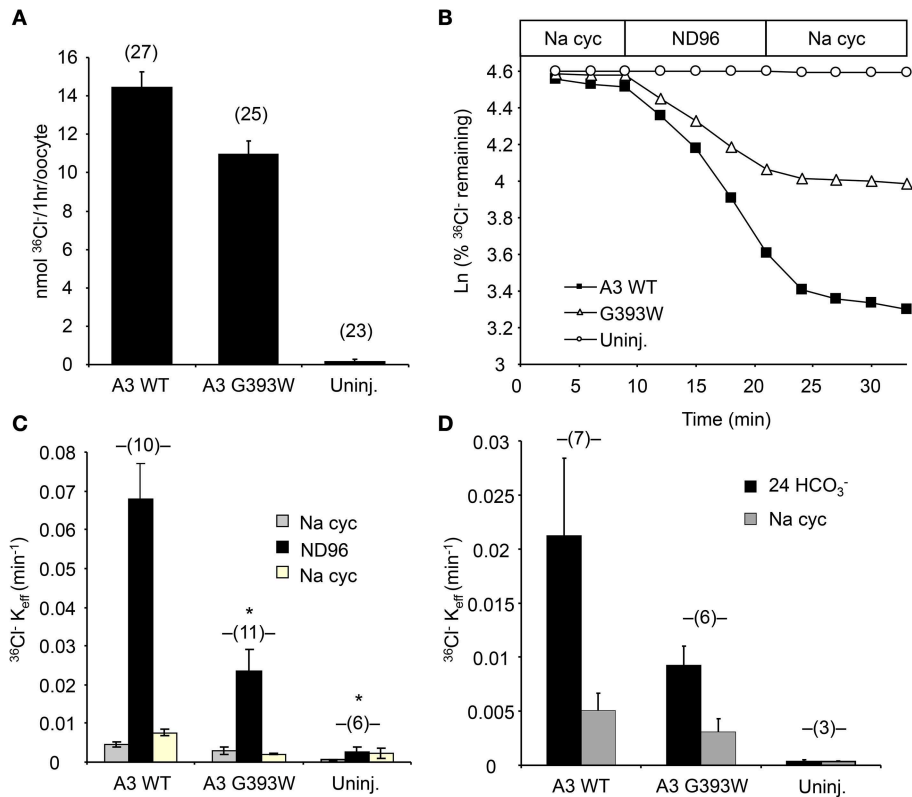 A
nmol ³⁶Cl⁻/1hr/oocyte
16
14
12
10
8
6
4
2
0
(27)
(25)
(23)
A3 WT
A3 G393W
Uninj.
B
Na cyc
ND96
Na cyc
Ln (% ³⁶Cl⁻ remaining)
4.6
4.4
4.2
4
3.8
3.6
3.4
3.2
3
A3 WT
G393W
Uninj.
0 5 10 15 20 25 30
Time (min)
C
³⁶Cl⁻ K_eff (min⁻¹)
0.08
0.07
0.06
0.05
0.04
0.03
0.02
0.01
0
–(10)–
*
–(11)–
*
–(6)–
Na cyc
ND96
Na cyc
A3 WT
A3 G393W
Uninj.
D
³⁶Cl⁻ K_eff (min⁻¹)
0.03
0.025
0.02
0.015
0.01
0.005
0
–(7)–
–(6)–
–(3)–
24 HCO₃⁻
Na cyc
A3 WT
A3 G393W
Uninj.